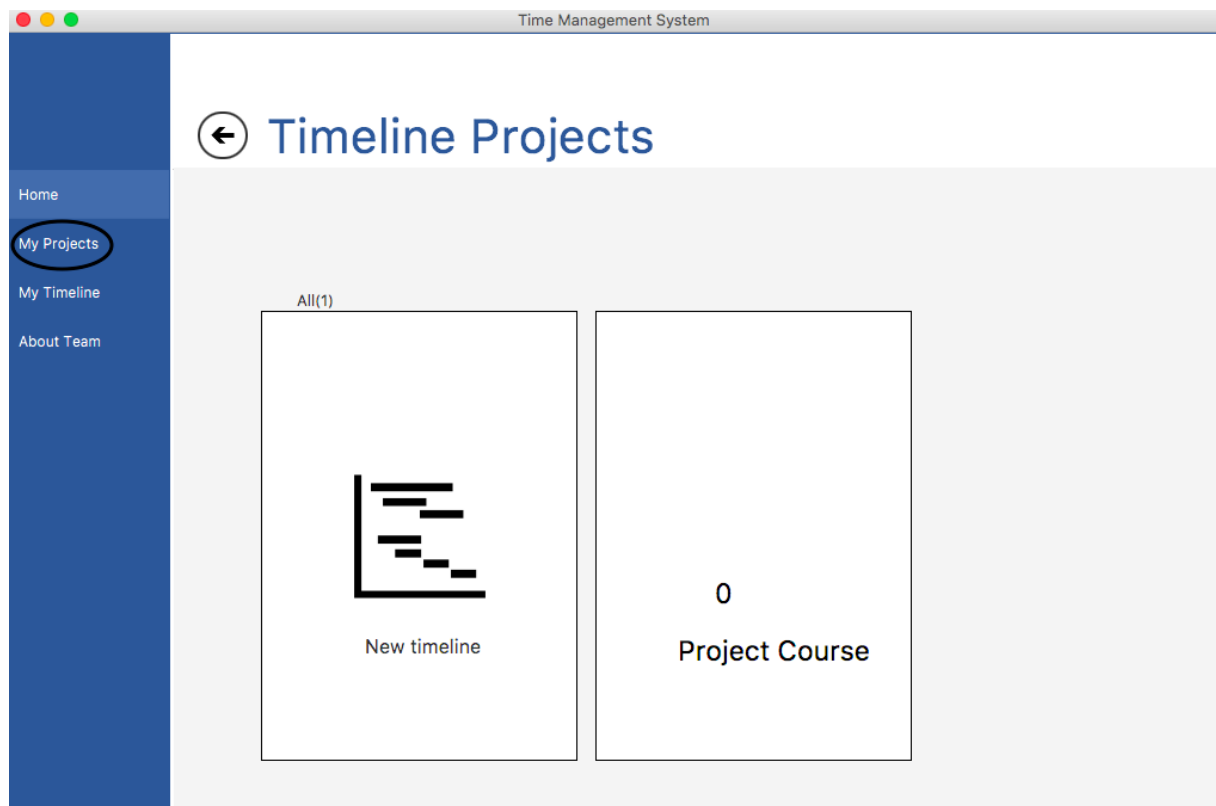 Time Management System
Timeline Projects
Home
My Projects
My Timeline
About Team
All(1)
New timeline
0
Project Course